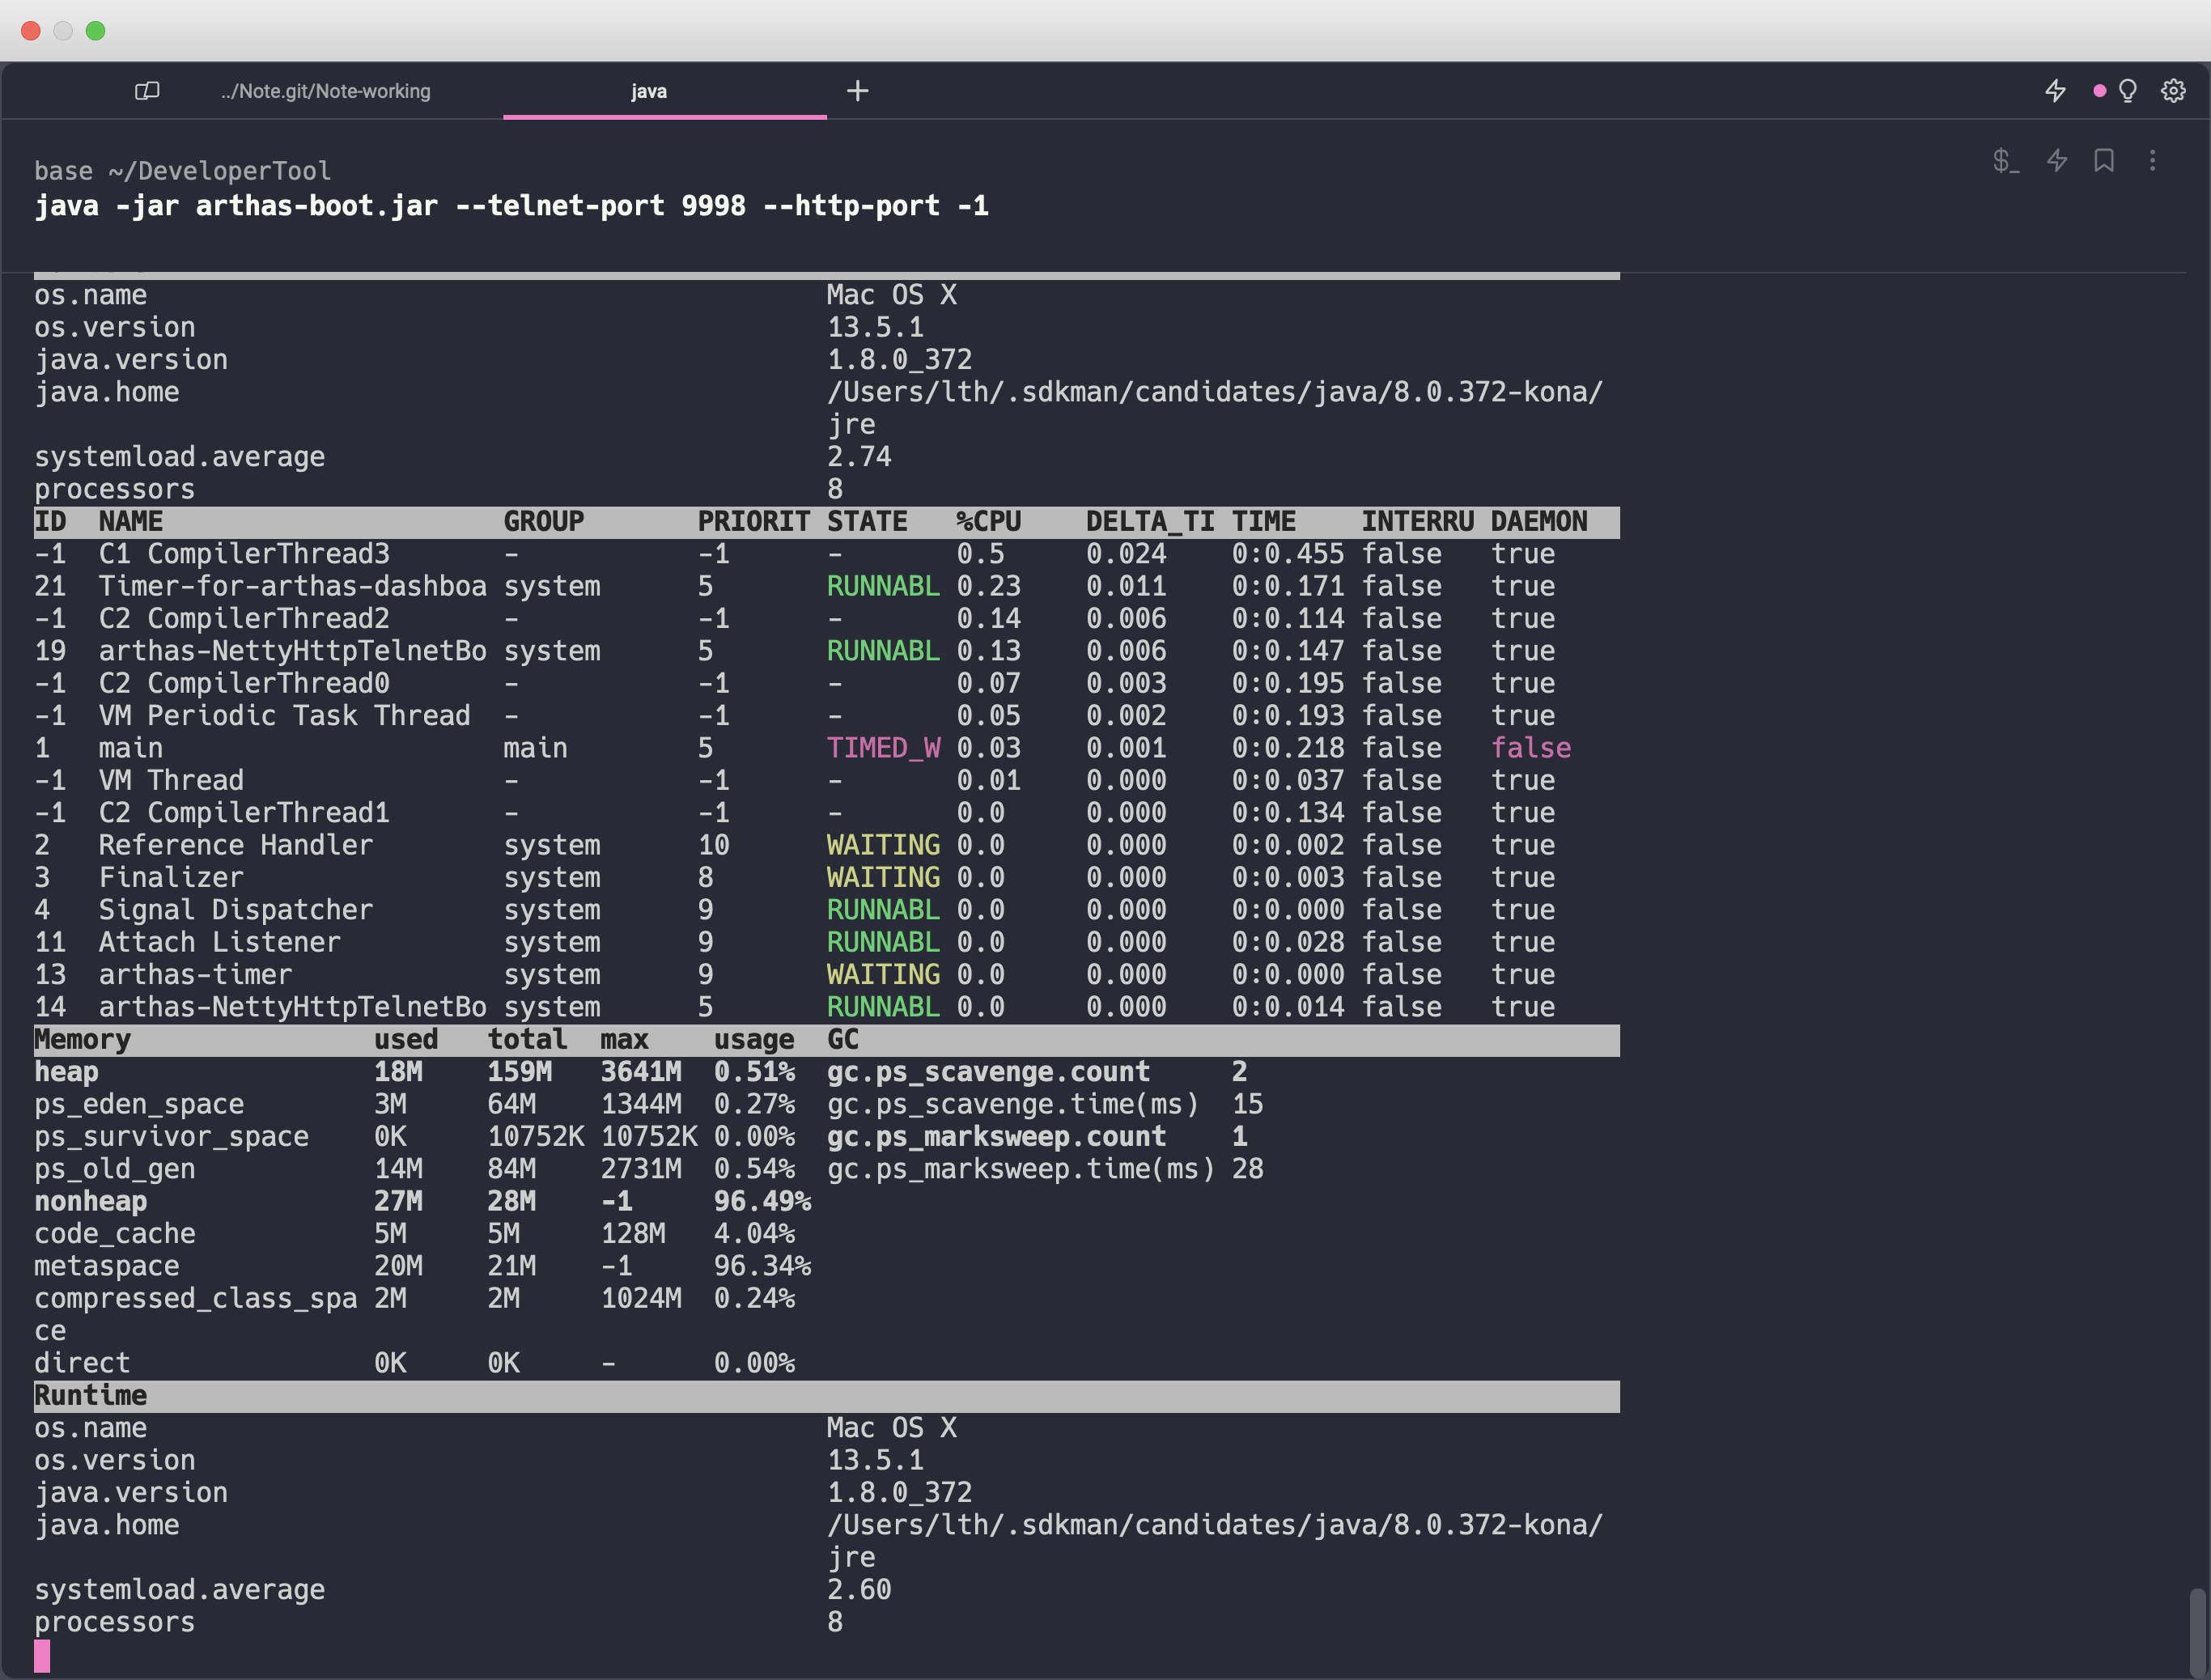 ../Note.git/Note-working java +
base ~/DeveloperTool
$_
java -jar arthas-boot.jar --telnet-port 9998 --http-port -1
os.name Mac OS X
os.version 13.5.1
java.version 1.8.0_372
java.home /Users/lth/.sdkman/candidates/java/8.0.372-kona/
jre
systemload.average 2.74
processors 8
ID NAME GROUP PRIORIT STATE %CPU DELTA_TI TIME INTERRU DAEMON
-1 C1 CompilerThread3 - -1 - 0.5 0.024 0:0.455 false true
21 Timer-for-arthas-dashboa system 5 RUNNABL 0.23 0.011 0:0.171 false true
-1 C2 CompilerThread2 - -1 - 0.14 0.006 0:0.114 false true
19 arthas-NettyHttpTelnetBo system 5 RUNNABL 0.13 0.006 0:0.147 false true
-1 C2 CompilerThread0 - -1 - 0.07 0.003 0:0.195 false true
-1 VM Periodic Task Thread - -1 - 0.05 0.002 0:0.193 false true
1 main main 5 TIMED_W 0.03 0.001 0:0.218 false false
-1 VM Thread - -1 - 0.01 0.000 0:0.037 false true
-1 C2 CompilerThread1 - -1 - 0.0 0.000 0:0.134 false true
2 Reference Handler system 10 WAITING 0.0 0.000 0:0.002 false true
3 Finalizer system 8 WAITING 0.0 0.000 0:0.003 false true
4 Signal Dispatcher system 9 RUNNABL 0.0 0.000 0:0.000 false true
11 Attach Listener system 9 RUNNABL 0.0 0.000 0:0.028 false true
13 arthas-timer system 9 WAITING 0.0 0.000 0:0.000 false true
14 arthas-NettyHttpTelnetBo system 5 RUNNABL 0.0 0.000 0:0.014 false true
Memory used total max usage GC
heap 18M 159M 3641M 0.51% gc.ps_scavenge.count 2
ps_eden_space 3M 64M 1344M 0.27% gc.ps_scavenge.time(ms) 15
ps_survivor_space 0K 10752K 10752K 0.00% gc.ps_marksweep.count 1
ps_old_gen 14M 84M 2731M 0.54% gc.ps_marksweep.time(ms) 28
nonheap 27M 28M -1 96.49%
code_cache 5M 5M 128M 4.04%
metaspace 20M 21M -1 96.34%
compressed_class_spa 2M 2M 1024M 0.24%
ce
direct 0K 0K - 0.00%
Runtime
os.name Mac OS X
os.version 13.5.1
java.version 1.8.0_372
java.home /Users/lth/.sdkman/candidates/java/8.0.372-kona/
jre
systemload.average 2.60
processors 8